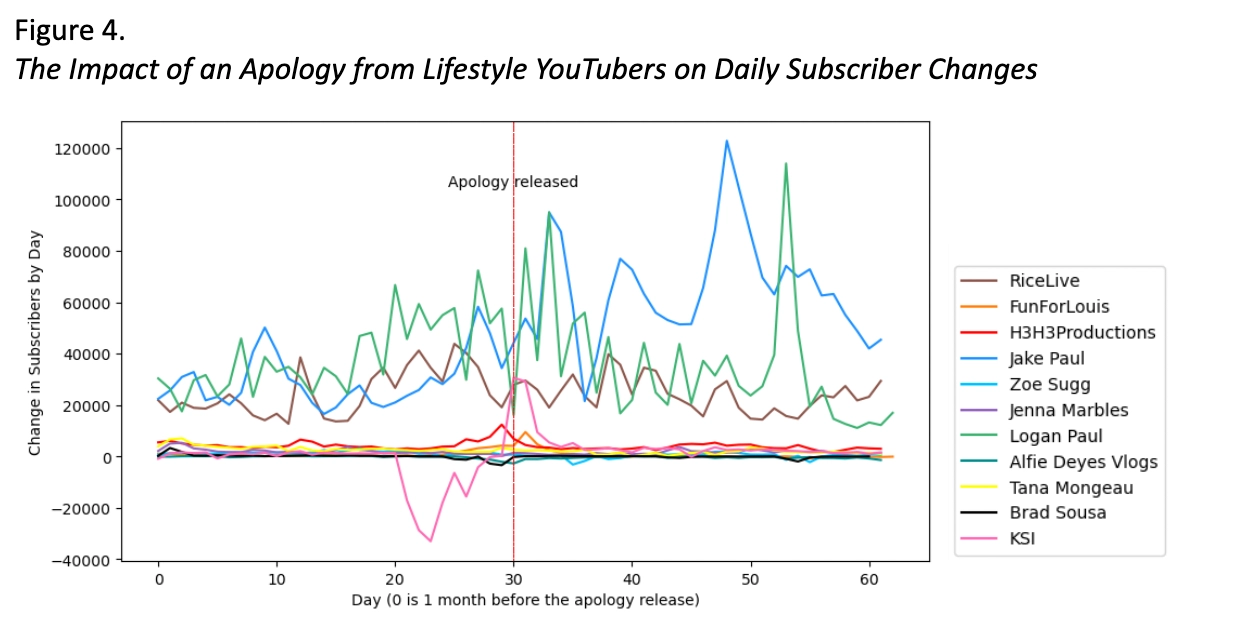 Figure 4.
The Impact of an Apology from Lifestyle YouTubers on Daily Subscriber Changes
120000
100000
80000
60000
40000
20000
0
−20000
−40000
Change in Subscribers by Day
Apology released
0 10 20 30 40 50 60
Day (0 is 1 month before the apology release)
RiceLive
FunForLouis
H3H3Productions
Jake Paul
Zoe Sugg
Jenna Marbles
Logan Paul
Alfie Deyes Vlogs
Tana Mongeau
Brad Sousa
KSI